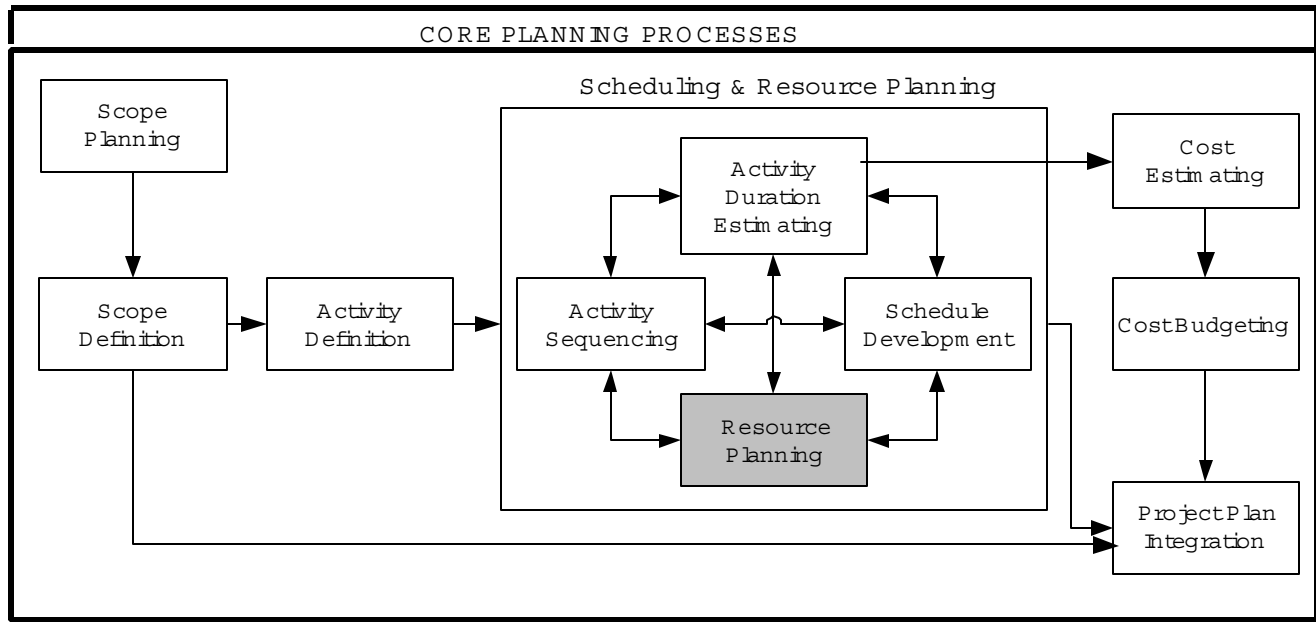 CORE PLANNING PROCESSES
Scheduling & Resource Planning
Scope
Planning
Activity
Duration
Estimating
Cost
Estimating
Scope
Definition
Activity
Definition
Activity
Sequencing
Schedule
Development
Cost Budgeting
Resource
Planning
Project Plan
Integration